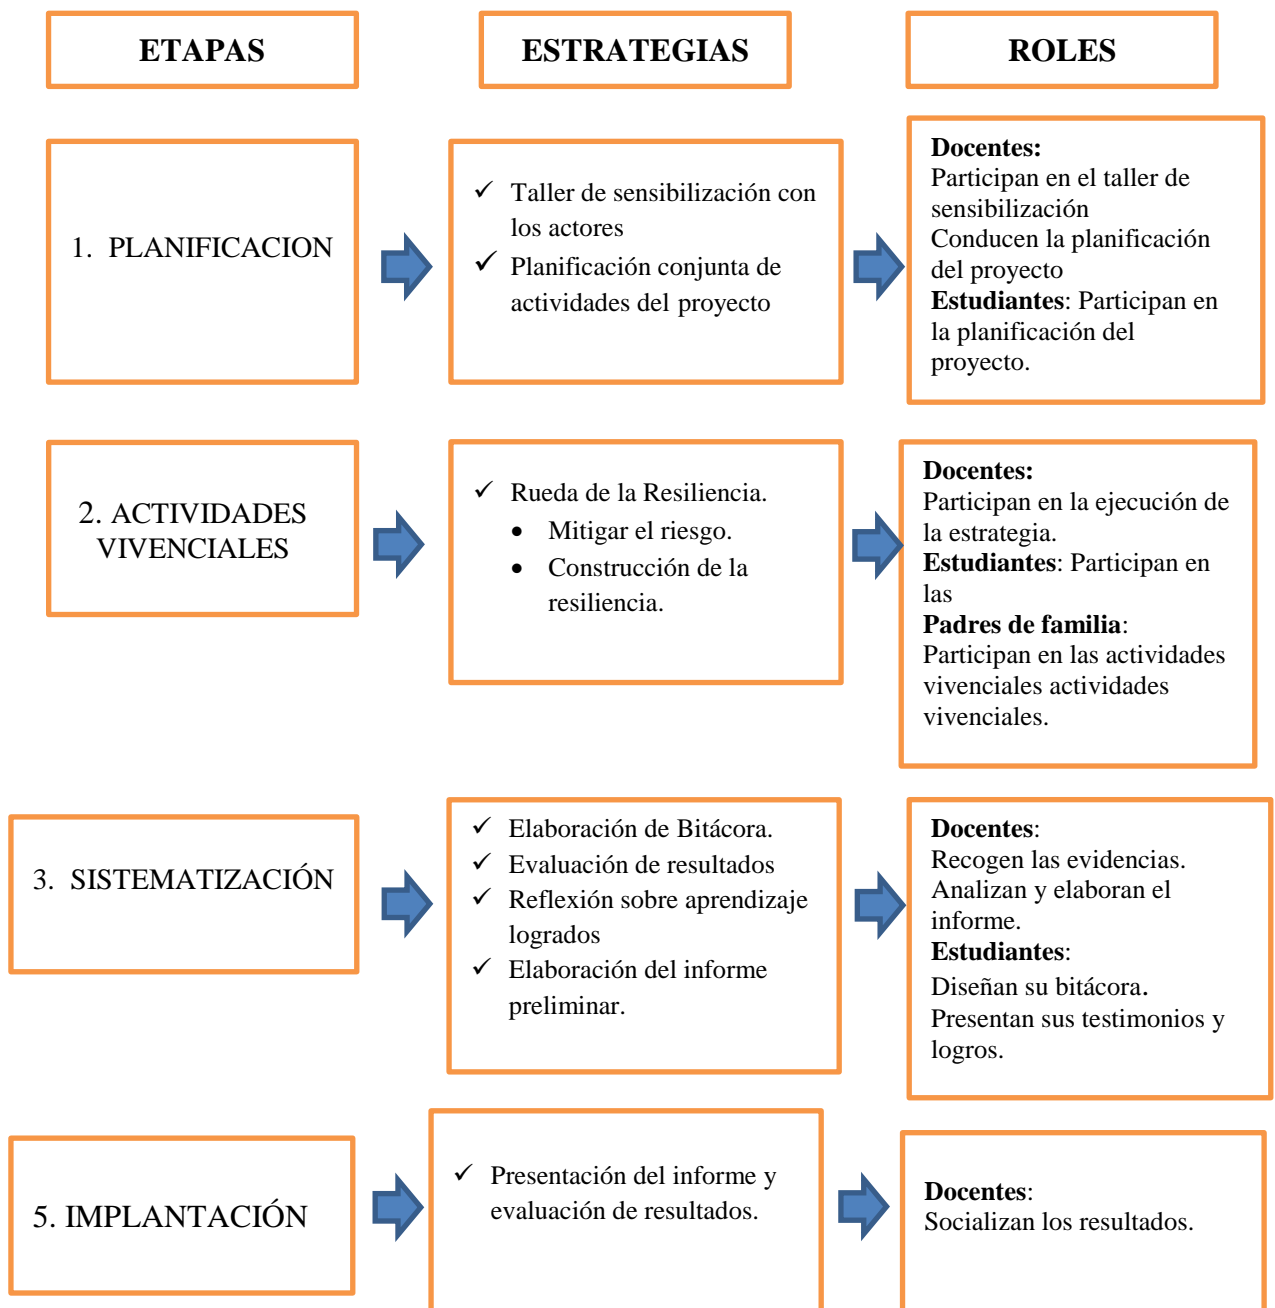 ETAPAS
ESTRATEGIAS
ROLES
1. PLANIFICACION
✓ Taller de sensibilización con
los actores
✓ Planificación conjunta de
actividades del proyecto
Docentes:
Participan en el taller de
sensibilización
Conducen la planificación
del proyecto
Estudiantes: Participan en
la planificación del
proyecto.
2. ACTIVIDADES
VIVENCIALES
✓ Rueda de la Resiliencia.
• Mitigar el riesgo.
• Construcción de la
resiliencia.
Docentes:
Participan en la ejecución de
la estrategia.
Estudiantes: Participan en
las
Padres de familia:
Participan en las actividades
vivenciales actividades
vivenciales.
3. SISTEMATIZACIÓN
✓ Elaboración de Bitácora.
✓ Evaluación de resultados
✓ Reflexión sobre aprendizaje
logrados
✓ Elaboración del informe
preliminar.
Docentes:
Recogen las evidencias.
Analizan y elaboran el
informe.
Estudiantes:
Diseñan su bitácora.
Presentan sus testimonios y
logros.
5. IMPLANTACIÓN
✓ Presentación del informe y
evaluación de resultados.
Docentes:
Socializan los resultados.